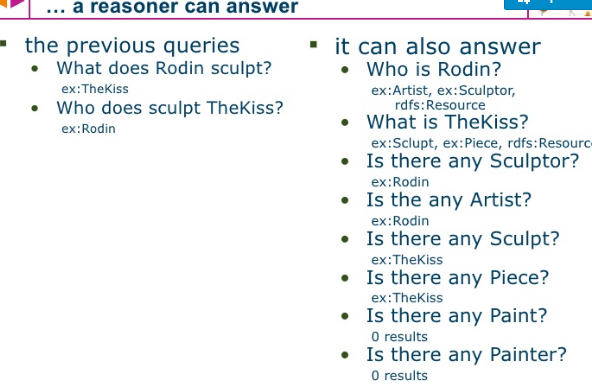 ... a reasoner can answer
the previous queries
What does Rodin sculpt?
ex:TheKiss
Who does sculpt TheKiss?
ex:Rodin
it can also answer
Who is Rodin?
ex:Artist, ex:Sculptor,
rdfs:Resource
What is TheKiss?
ex:Sclupt, ex:Piece, rdfs:Resourc
Is there any Sculptor?
ex:Rodin
Is the any Artist?
ex:Rodin
Is there any Sculpt?
ex:TheKiss
Is there any Piece?
ex:TheKiss
Is there any Paint?
0 results
Is there any Painter?
0 results